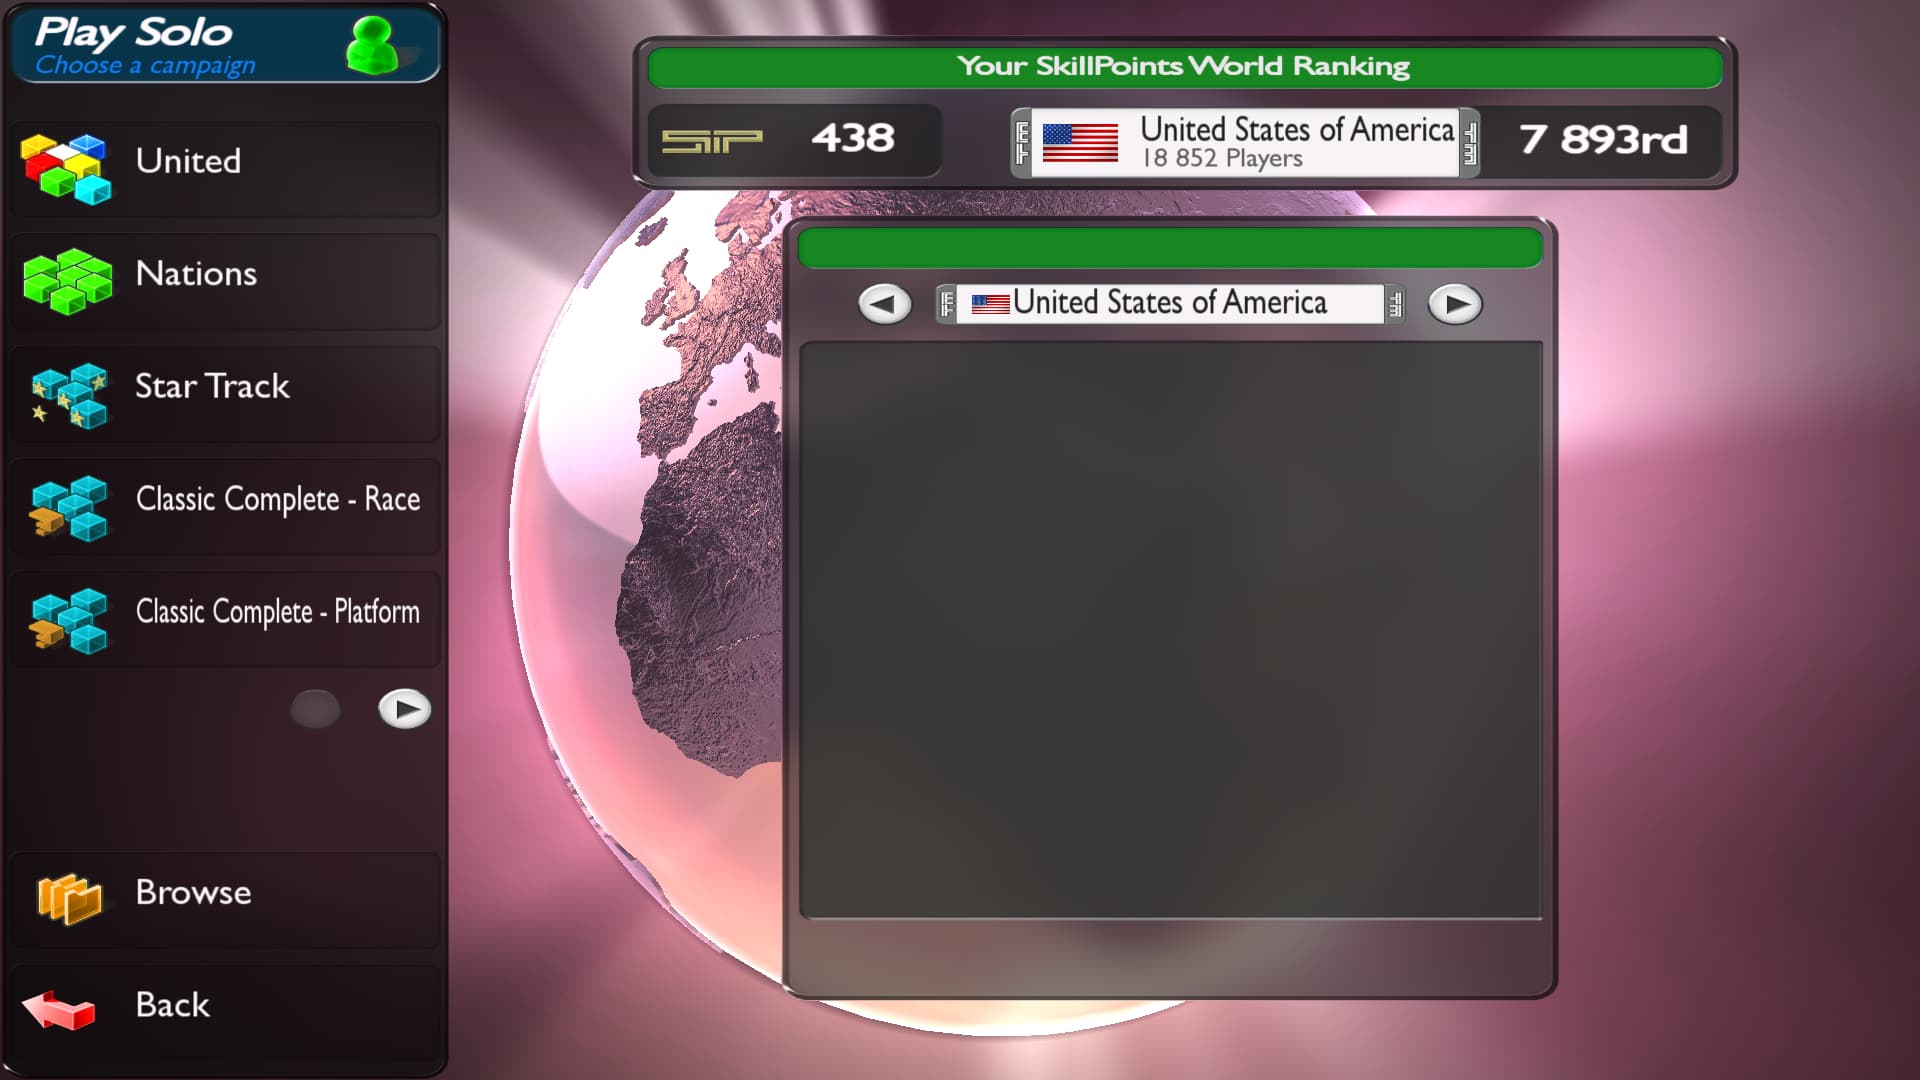 Play Solo
Choose a campaign
United
Nations
Star Track
Classic Complete - Race
Classic Complete - Platform
Browse
Back
Your SkillPoints World Ranking
438
United States of America
18 852 Players
7 893rd
United States of America